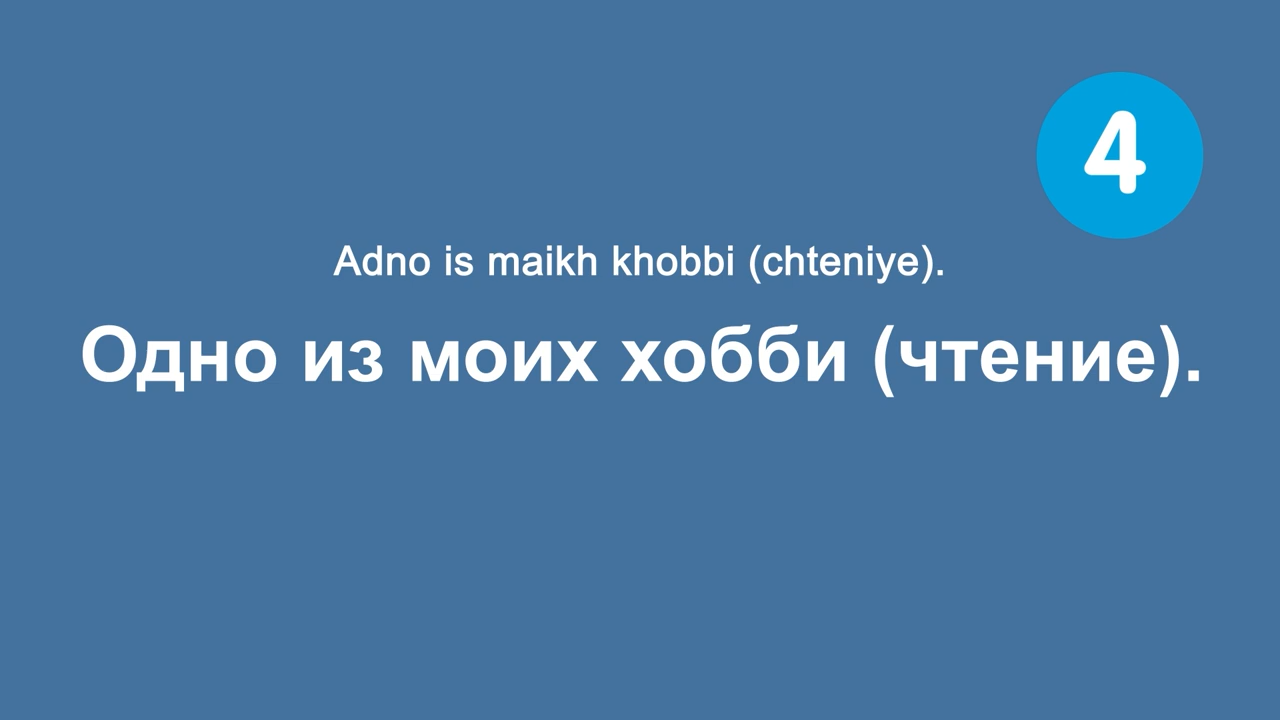 4
Adno is maikh khobbi (chteniye).
Одно из моих хобби (чтение).